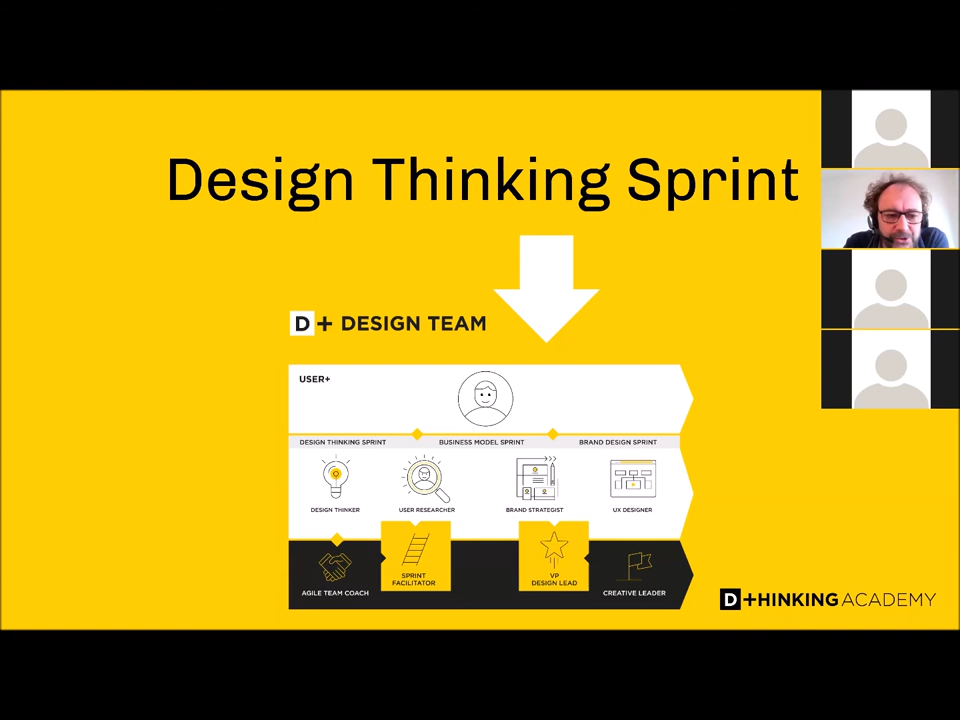 Design Thinking Sprint
D+ DESIGN TEAM
USER+
DESIGN THINKING SPRINT
BUSINESS MODEL SPRINT
BRAND DESIGN SPRINT
DESIGN THINKER
USER RESEARCHER
BRAND STRATEGIST
UX DESIGNER
AGILE TEAM COACH
SPRINT
FACILITATOR
VP
DESIGN LEAD
CREATIVE LEADER
D+HINKING ACADEMY